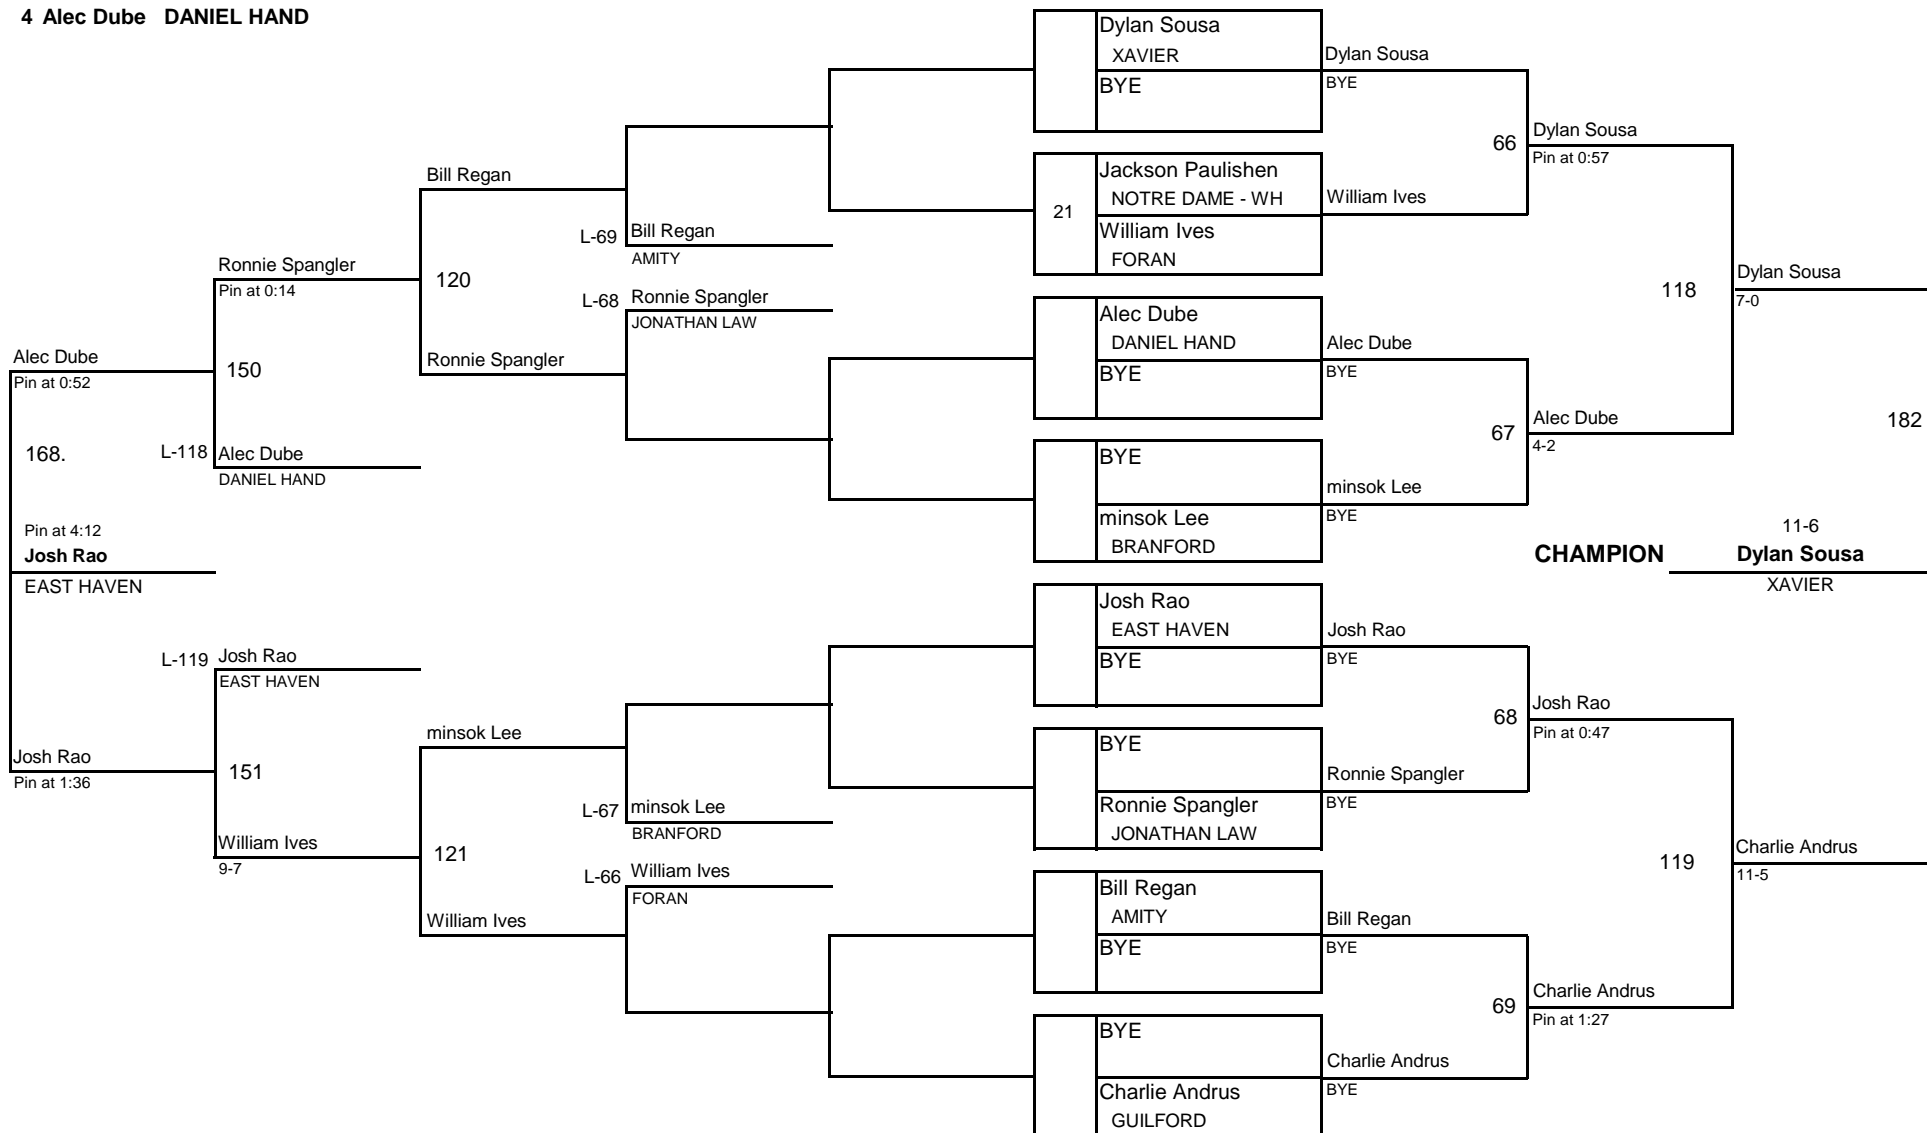 4 Alec Dube DANIEL HAND
Dylan Sousa
XAVIER
BYE
Dylan Sousa
BYE
66
Dylan Sousa
Pin at 0:57
21
Jackson Paulishen
NOTRE DAME - WH
William Ives
FORAN
William Ives
118
Dylan Sousa
7-0
Alec Dube
DANIEL HAND
BYE
Alec Dube
BYE
67
Alec Dube
4-2
BYE
minsok Lee
BRANFORD
minsok Lee
BYE
182
11-6
CHAMPION Dylan Sousa
XAVIER
Josh Rao
EAST HAVEN
BYE
Josh Rao
BYE
68
Josh Rao
Pin at 0:47
BYE
Ronnie Spangler
JONATHAN LAW
Ronnie Spangler
BYE
119
Charlie Andrus
11-5
Bill Regan
AMITY
BYE
Bill Regan
BYE
69
Charlie Andrus
Pin at 1:27
BYE
Charlie Andrus
GUILFORD
Charlie Andrus
BYE
Bill Regan
L-69 Bill Regan
AMITY
120
L-68 Ronnie Spangler
JONATHAN LAW
Ronnie Spangler
Ronnie Spangler
Pin at 0:14
150
L-118 Alec Dube
DANIEL HAND
Alec Dube
Pin at 0:52
168.
Pin at 4:12
Josh Rao
EAST HAVEN
L-119 Josh Rao
EAST HAVEN
Josh Rao
Pin at 1:36
151
William Ives
9-7
minsok Lee
L-67 minsok Lee
BRANFORD
121
L-66 William Ives
FORAN
William Ives